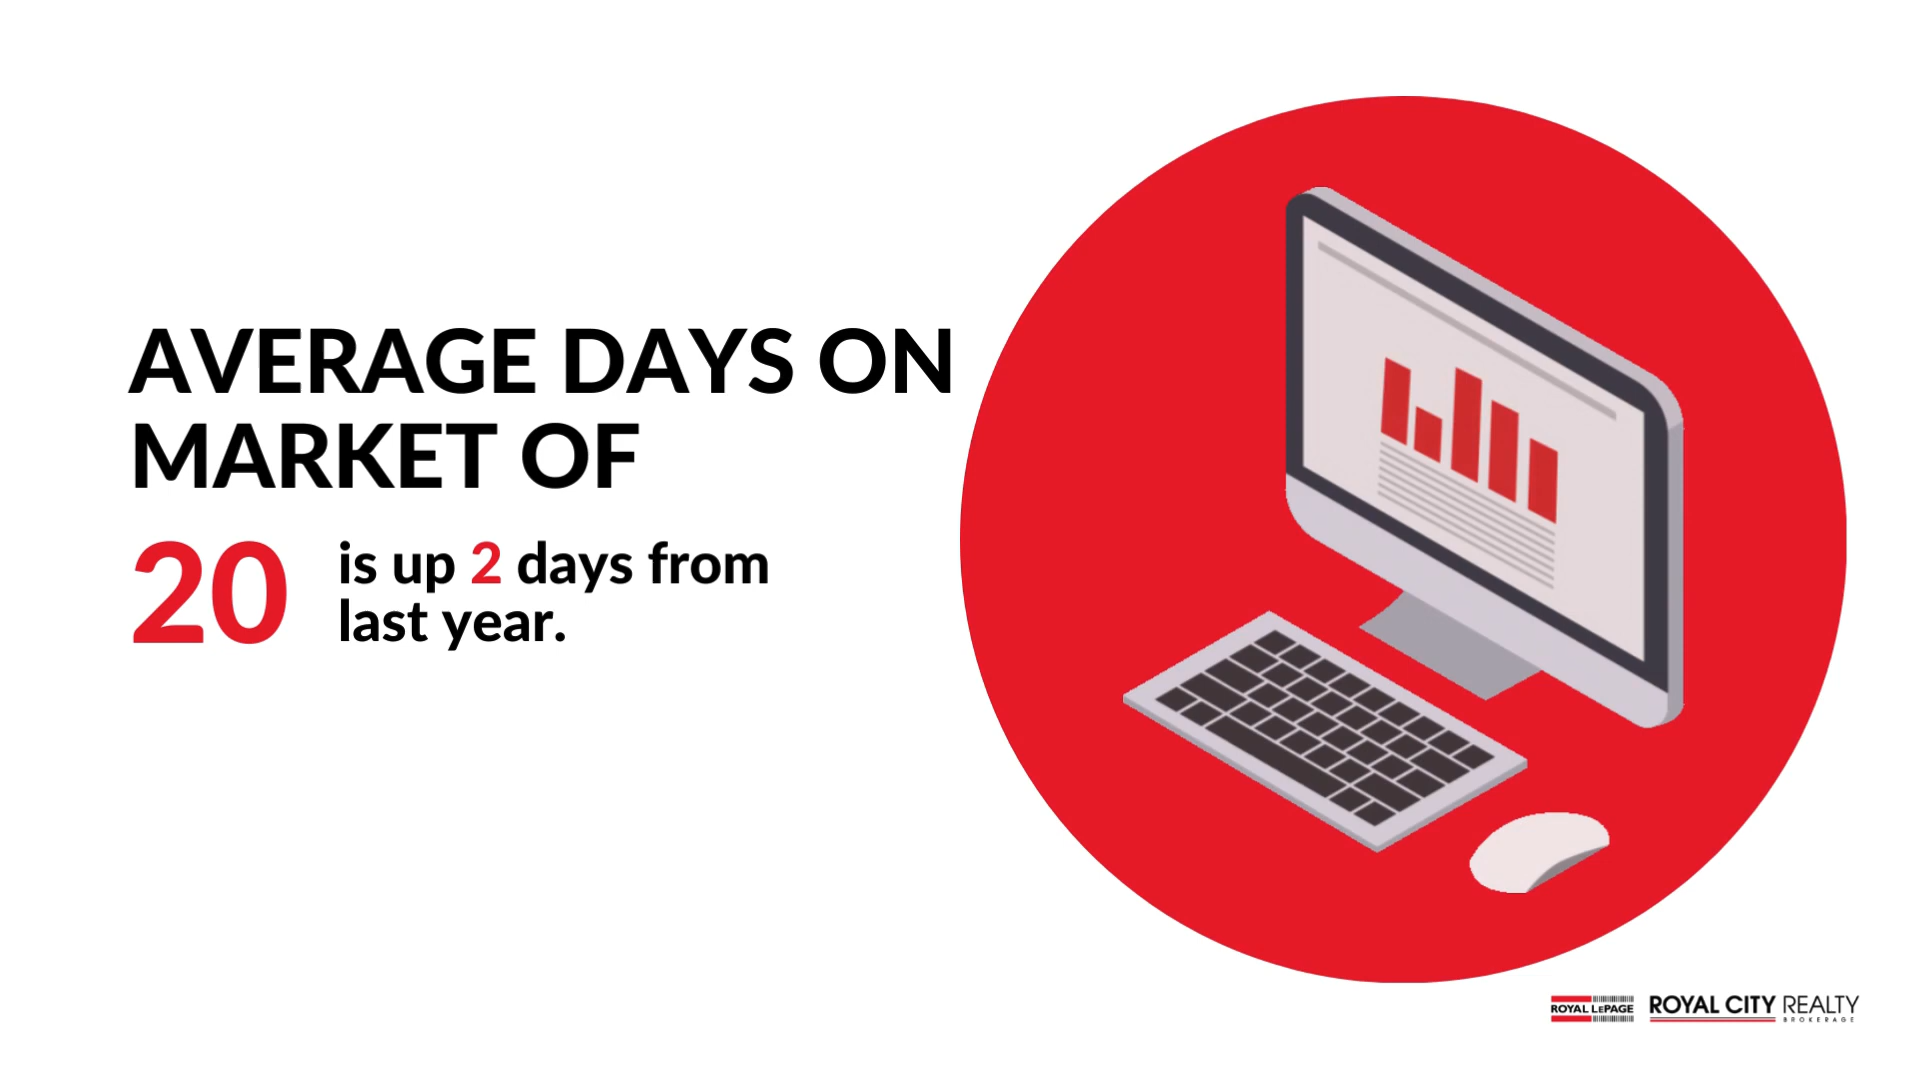 AVERAGE DAYS ON
MARKET OF
20
is up 2 days from
last year.
ROYAL LEPAGE
ROYAL CITY REALTY
BROKERAGE